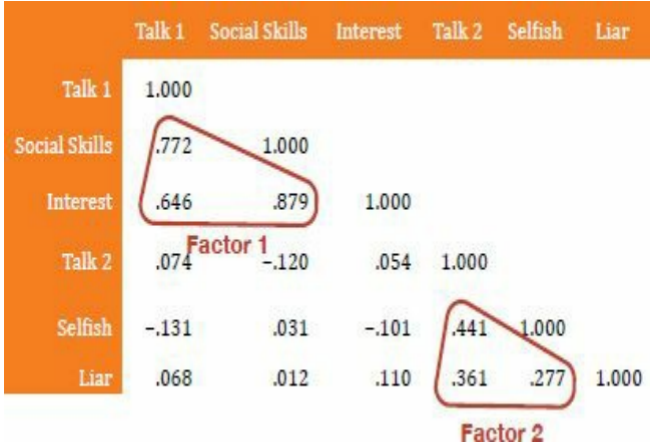 Talk 1 Social Skills Interest Talk 2 Selfish Liar
Talk 1 1.000
Social Skills .772 1.000
Interest .646 .879 1.000
Factor 1
Talk 2 .074 -.120 .054 1.000
Selfish -.131 .031 -.101 .441 1.000
Liar .068 .012 .110 .361 .277 1.000
Factor 2